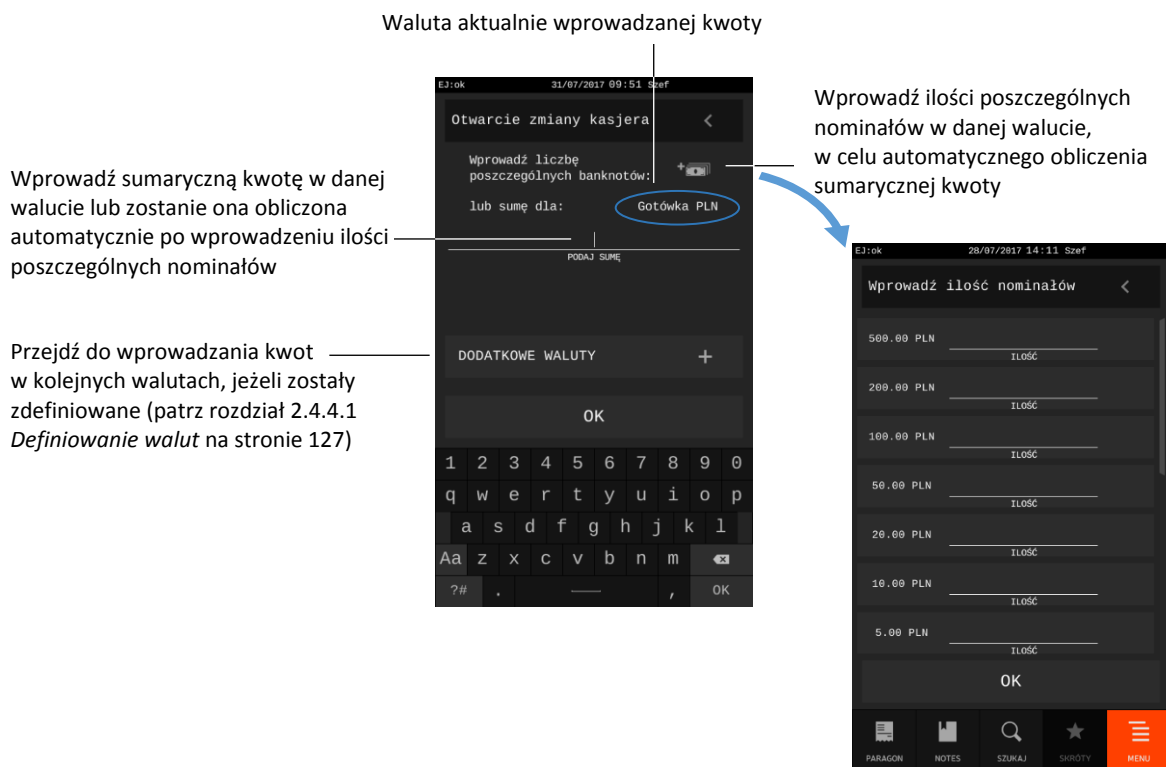 Waluta aktualnie wprowadzanej kwoty
Wprowadź sumaryczną kwotę w danej
walucie lub zostanie ona obliczona
automatycznie po wprowadzeniu ilości
poszczególnych nominałów
Przejdź do wprowadzania kwot
w kolejnych walutach, jeżeli zostały
zdefiniowane (patrz rozdział 2.4.4.1
Definiowanie walut na stronie 127)
EJ:ok 31/07/2017 09:51 Szef
Otwarcie zmiany kasjera <
Wprowadź liczbę
poszczególnych banknotów:
+
lub sumę dla: Gotówka PLN
PODAJ SUMĘ
DODATKOWE WALUTY +
OK
1 2 3 4 5 6 7 8 9 0
q w e r t y u i o p
a s d f g h j k l
Aa z x c v b n m
?# . , OK
Wprowadź ilości poszczególnych
nominałów w danej walucie,
w celu automatycznego obliczenia
sumarycznej kwoty
EJ:ok 28/07/2017 14:11 Szef
Wprowadź ilość nominałów <
500.00 PLN
ILOŚĆ
200.00 PLN
ILOŚĆ
100.00 PLN
ILOŚĆ
50.00 PLN
ILOŚĆ
20.00 PLN
ILOŚĆ
10.00 PLN
ILOŚĆ
5.00 PLN
ILOŚĆ
OK
PARAGON NOTES SZUKAJ SKRÓTY MENU